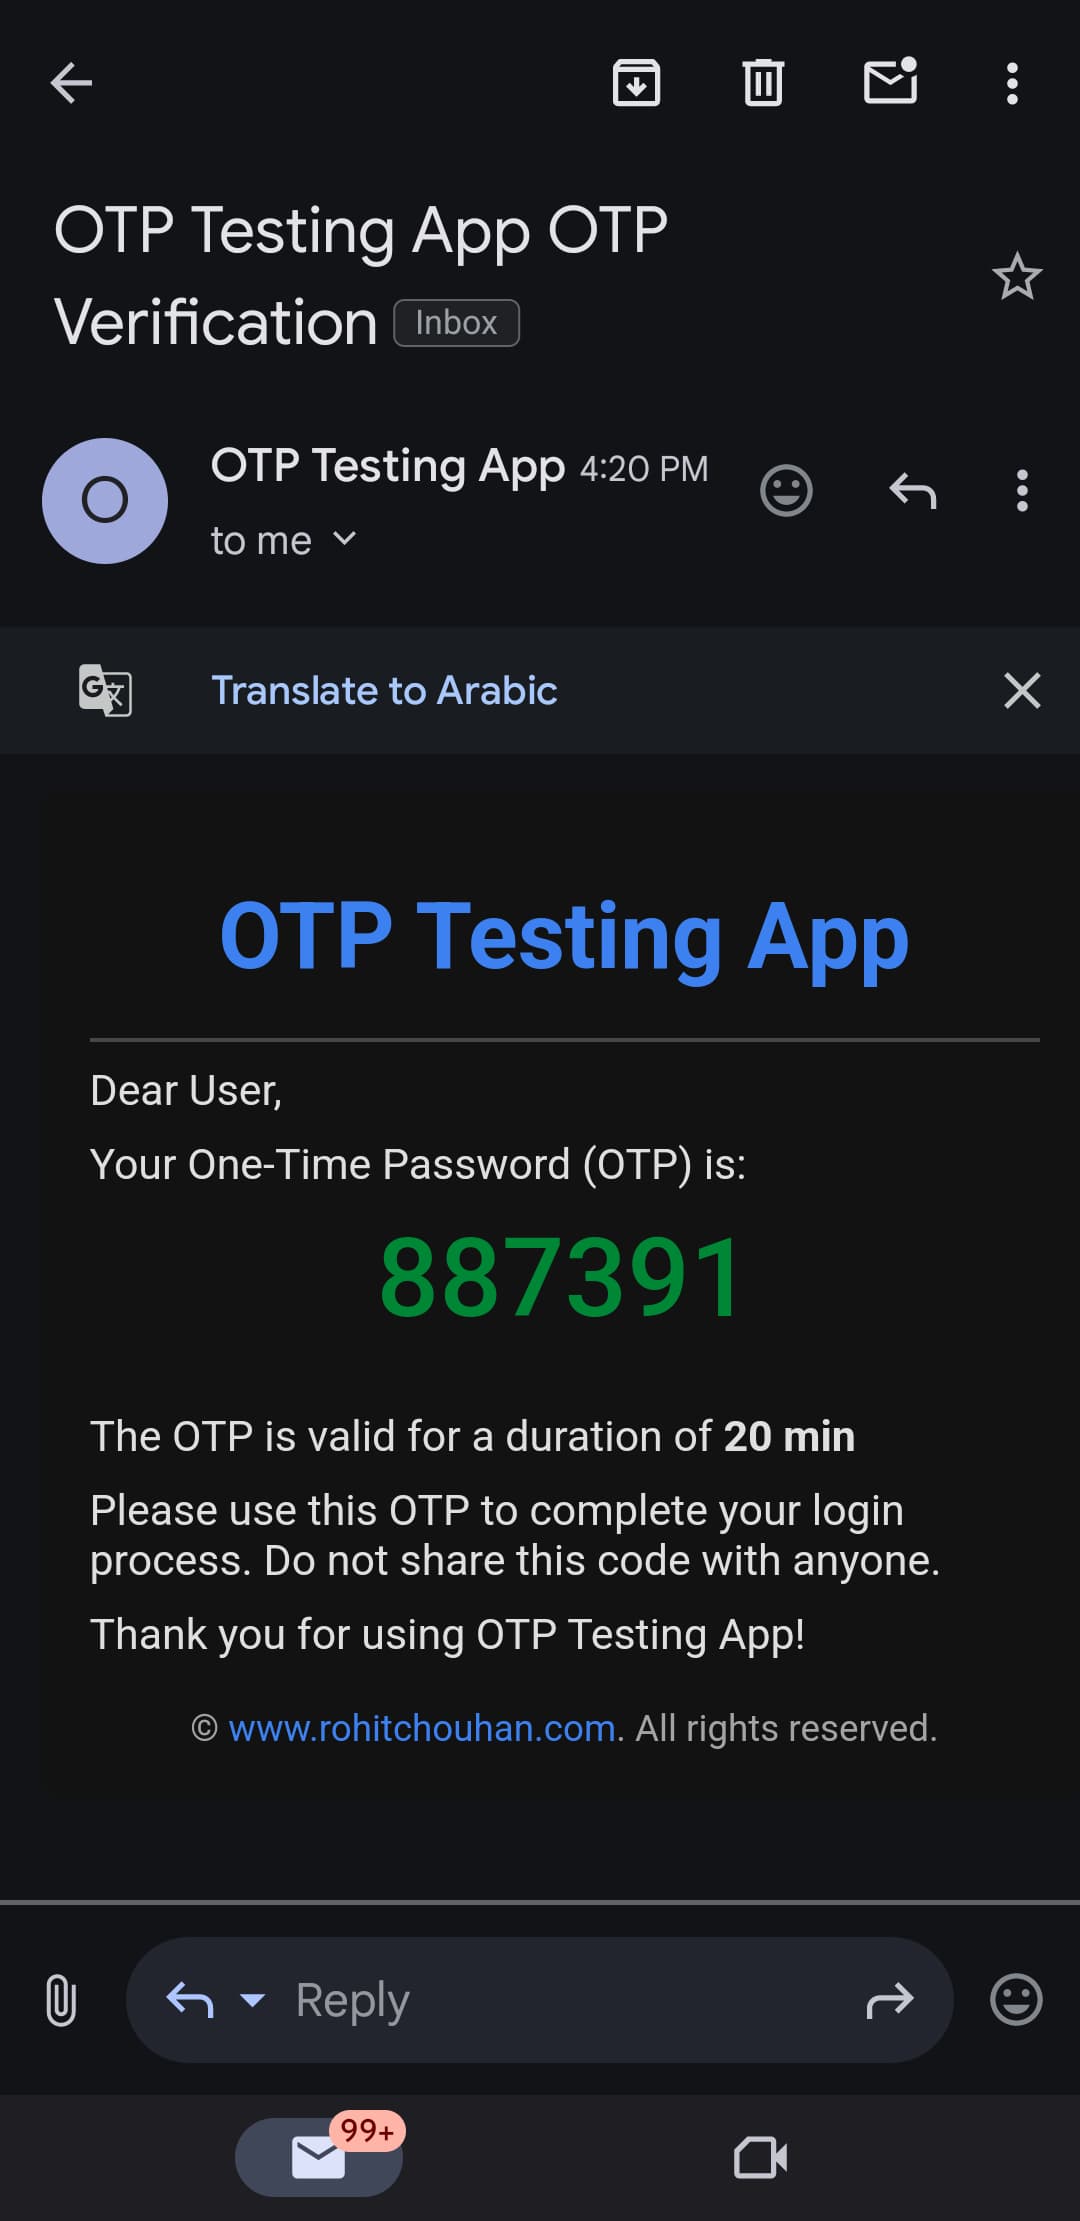 OTP Testing App OTP
Verification Inbox
O
OTP Testing App 4:20 PM
to me
G 文
Translate to Arabic
OTP Testing App
Dear User,
Your One-Time Password (OTP) is:
887391
The OTP is valid for a duration of 20 min
Please use this OTP to complete your login
process. Do not share this code with anyone.
Thank you for using OTP Testing App!
© www.rohitchouhan.com. All rights reserved.
Reply
99+